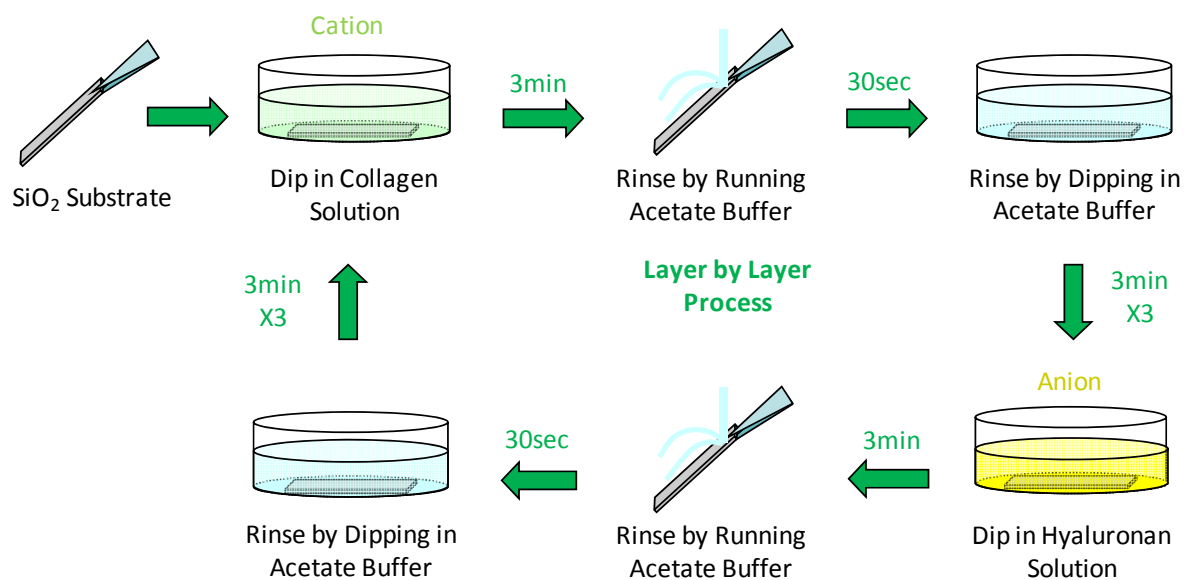 Cation
3min
30sec
SiO₂ Substrate
Dip in Collagen
Solution
Rinse by Running
Acetate Buffer
Rinse by Dipping in
Acetate Buffer
Layer by Layer
Process
3min
X3
3min
X3
Anion
30sec
3min
Rinse by Dipping in
Acetate Buffer
Rinse by Running
Acetate Buffer
Dip in Hyaluronan
Solution